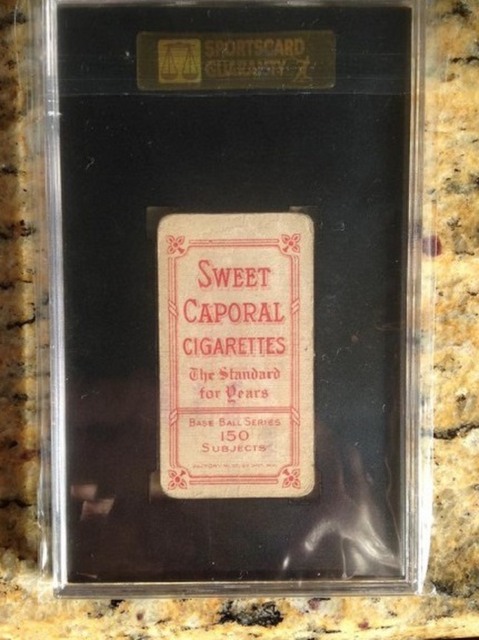 SPORTSCARD
GUARANTY
SWEET
CAPORAL
CIGARETTES
The Standard
for Years
BASE BALL SERIES
150
SUBJECTS